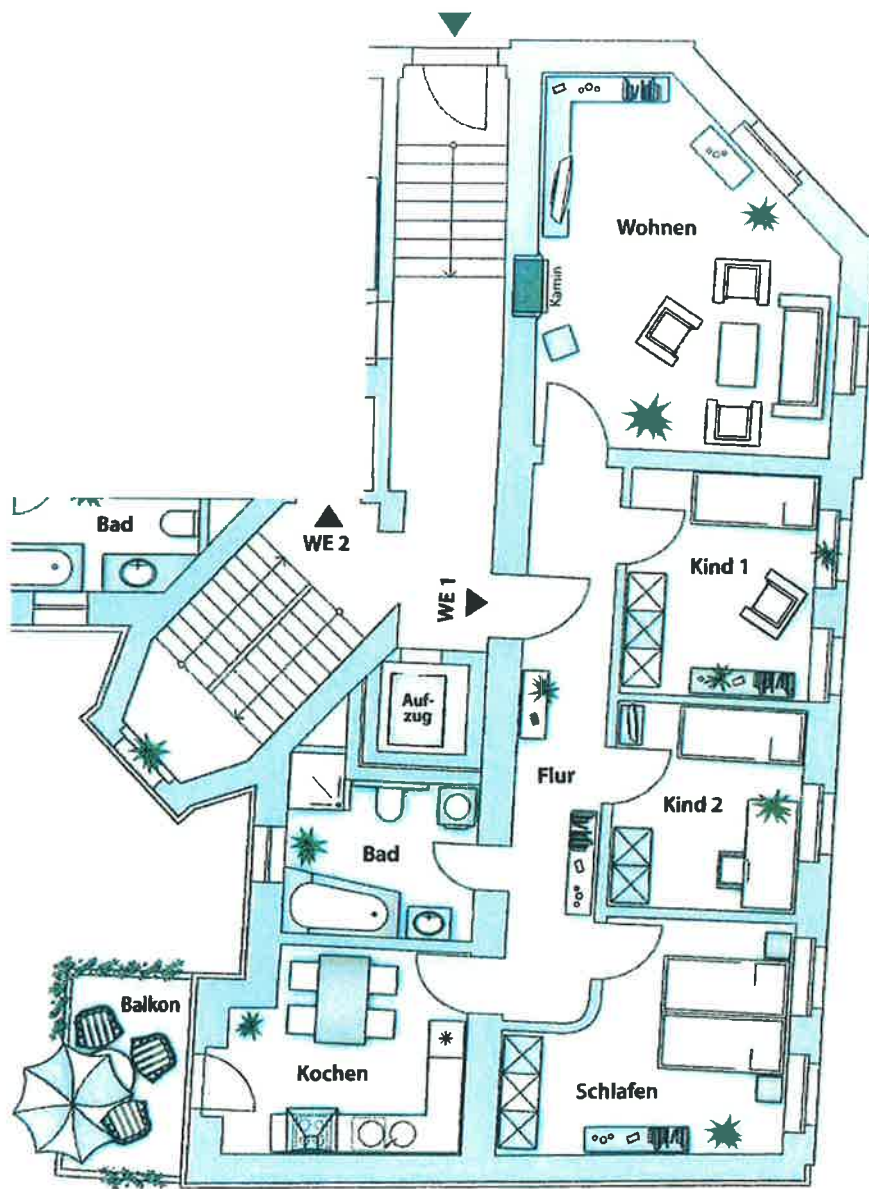 Wohnen
Kamin
Bad
WE 2
WE 1
Kind 1
Auf-
zug
Flur
Kind 2
Bad
Balkon
Kochen
Schlafen